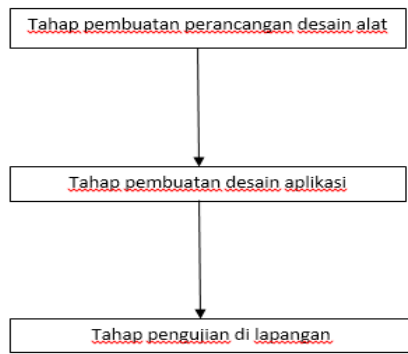 Tahap pembuatan perancangan desain alat
Tahap pembuatan desain aplikasi
Tahap pengujian di lapangan